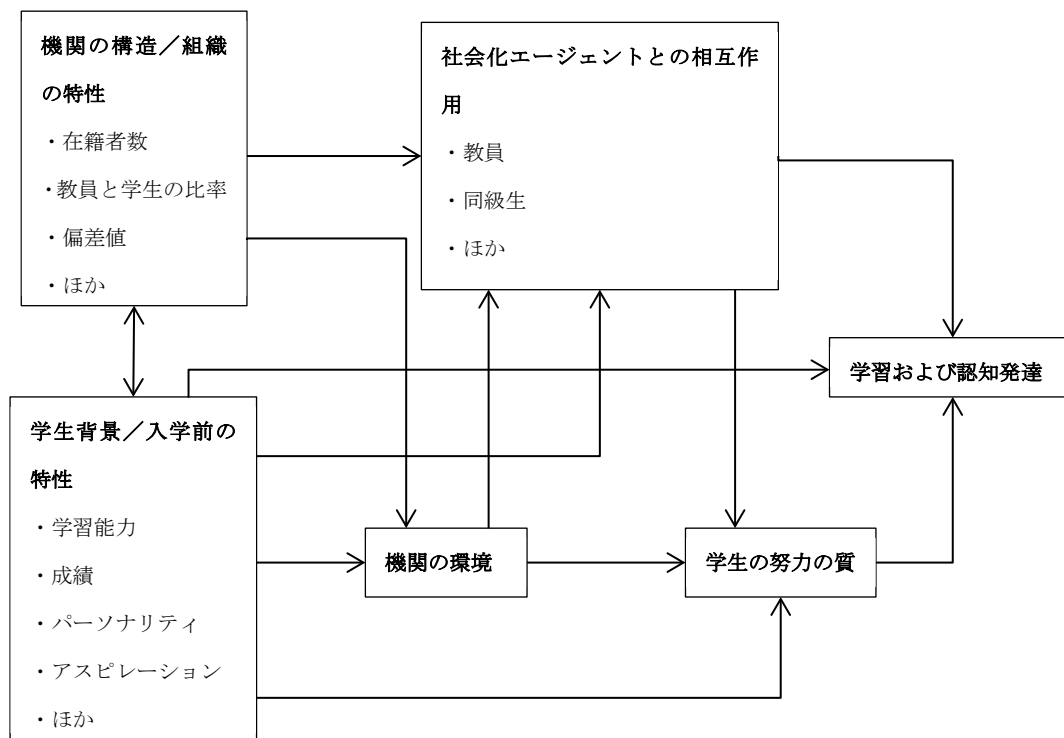 機関の構造／組織
の特性
・在籍者数
・教員と学生の比率
・偏差値
・ほか
社会化エージェントとの相互作
用
・教員
・同級生
・ほか
学習および認知発達
学生背景／入学前の
特性
・学習能力
・成績
・パーソナリティ
・アスピレーション
・ほか
機関の環境
学生の努力の質